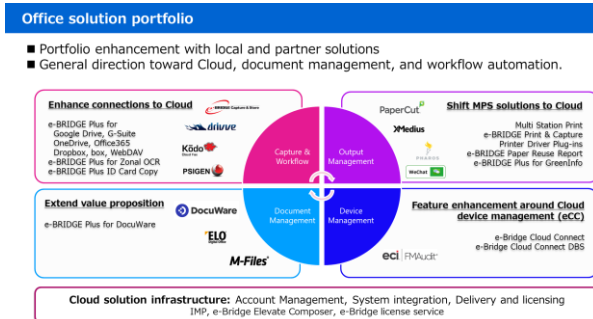 Office solution portfolio
■ Portfolio enhancement with local and partner solutions
■ General direction toward Cloud, document management, and workflow automation.
Enhance connections to Cloud
e-BRIDGE Capture & Store
e-BRIDGE Plus for
Google Drive, G-Suite
OneDrive, Office365
Dropbox, box, WebDAV
e-BRIDGE Plus for Zonal OCR
e-BRIDGE Plus ID Card Copy
drivve
Kōdo
PSIGEN
Capture &
Workflow
Output
Management
PaperCut
XMedius
PHAROS
WeChat
Shift MPS solutions to Cloud
Multi Station Print
e-BRIDGE Print & Capture
Printer Driver Plug-ins
e-BRIDGE Paper Reuse Report
e-BRIDGE Plus for GreenInfo
Extend value proposition
e-BRIDGE Plus for DocuWare
DocuWare
ELO
M-Files
Document
Management
Device
Management
Feature enhancement around Cloud
device management (eCC)
e-Bridge Cloud Connect
e-Bridge Cloud Connect DBS
eci FMAudit
Cloud solution infrastructure: Account Management, System integration, Delivery and licensing
IMP, e-Bridge Elevate Composer, e-Bridge license service